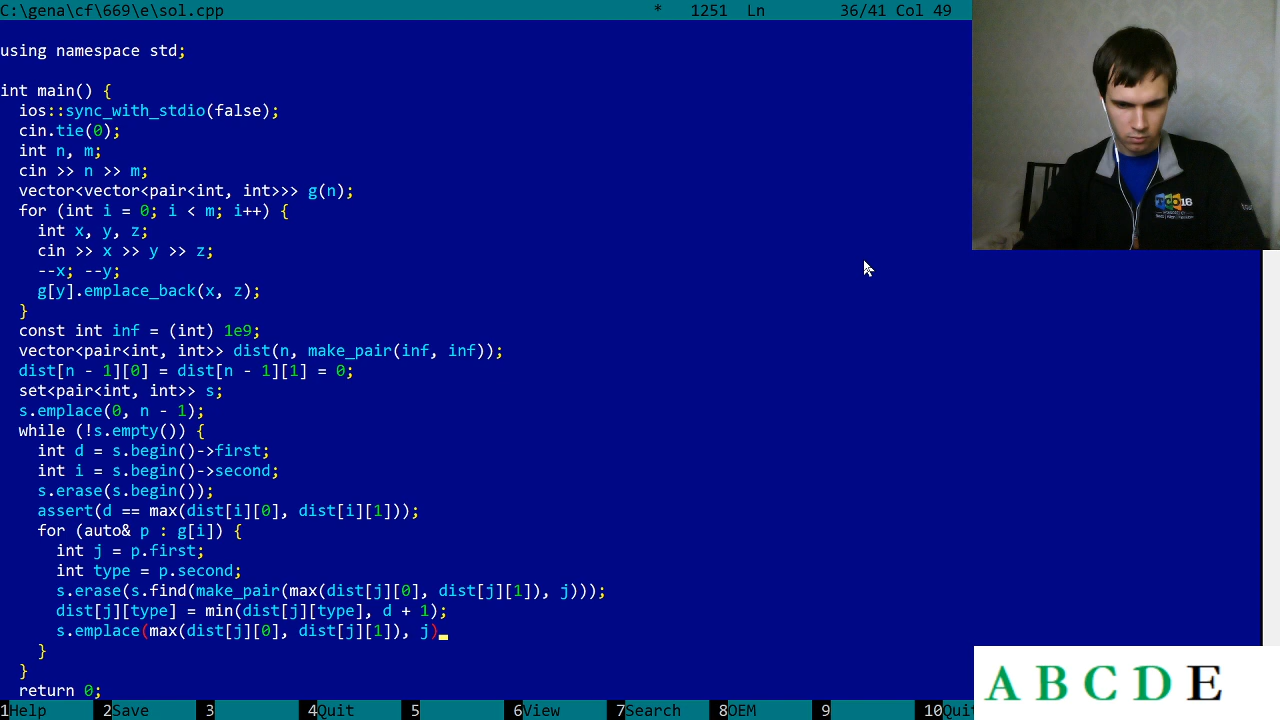 C:\gena\cf\669\e\sol.cpp * 1251 Ln 36/41 Col 49
using namespace std;
int main() {
ios::sync_with_stdio(false);
cin.tie(0);
int n, m;
cin >> n >> m;
vector<vector<pair<int, int>>> g(n);
for (int i = 0; i < m; i++) {
int x, y, z;
cin >> x >> y >> z;
--x; --y;
g[y].emplace_back(x, z);
}
const int inf = (int) 1e9;
vector<pair<int, int>> dist(n, make_pair(inf, inf));
dist[n - 1][0] = dist[n - 1][1] = 0;
set<pair<int, int>> s;
s.emplace(0, n - 1);
while (!s.empty()) {
int d = s.begin()->first;
int i = s.begin()->second;
s.erase(s.begin());
assert(d == max(dist[i][0], dist[i][1]));
for (auto& p : g[i]) {
int j = p.first;
int type = p.second;
s.erase(s.find(make_pair(max(dist[j][0], dist[j][1]), j)));
dist[j][type] = min(dist[j][type], d + 1);
s.emplace(max(dist[j][0], dist[j][1]), j)
}
}
return 0;
1Help 2Save 3 4Quit 5 6View 7Search 8OEM 9 10Quit
TCO16
A B C D E